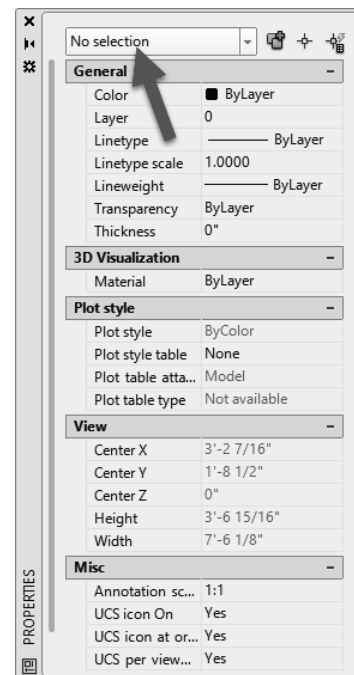 No selection
General
Color ByLayer
Layer 0
Linetype ByLayer
Linetype scale 1.0000
Lineweight ByLayer
Transparency ByLayer
Thickness 0"
3D Visualization
Material ByLayer
Plot style
Plot style ByColor
Plot style table None
Plot table atta... Model
Plot table type Not available
View
Center X 3'-2 7/16"
Center Y 1'-8 1/2"
Center Z 0"
Height 3'-6 15/16"
Width 7'-6 1/8"
Misc
Annotation sc... 1:1
UCS icon On Yes
UCS icon at or... Yes
UCS per view... Yes
PROPERTIES